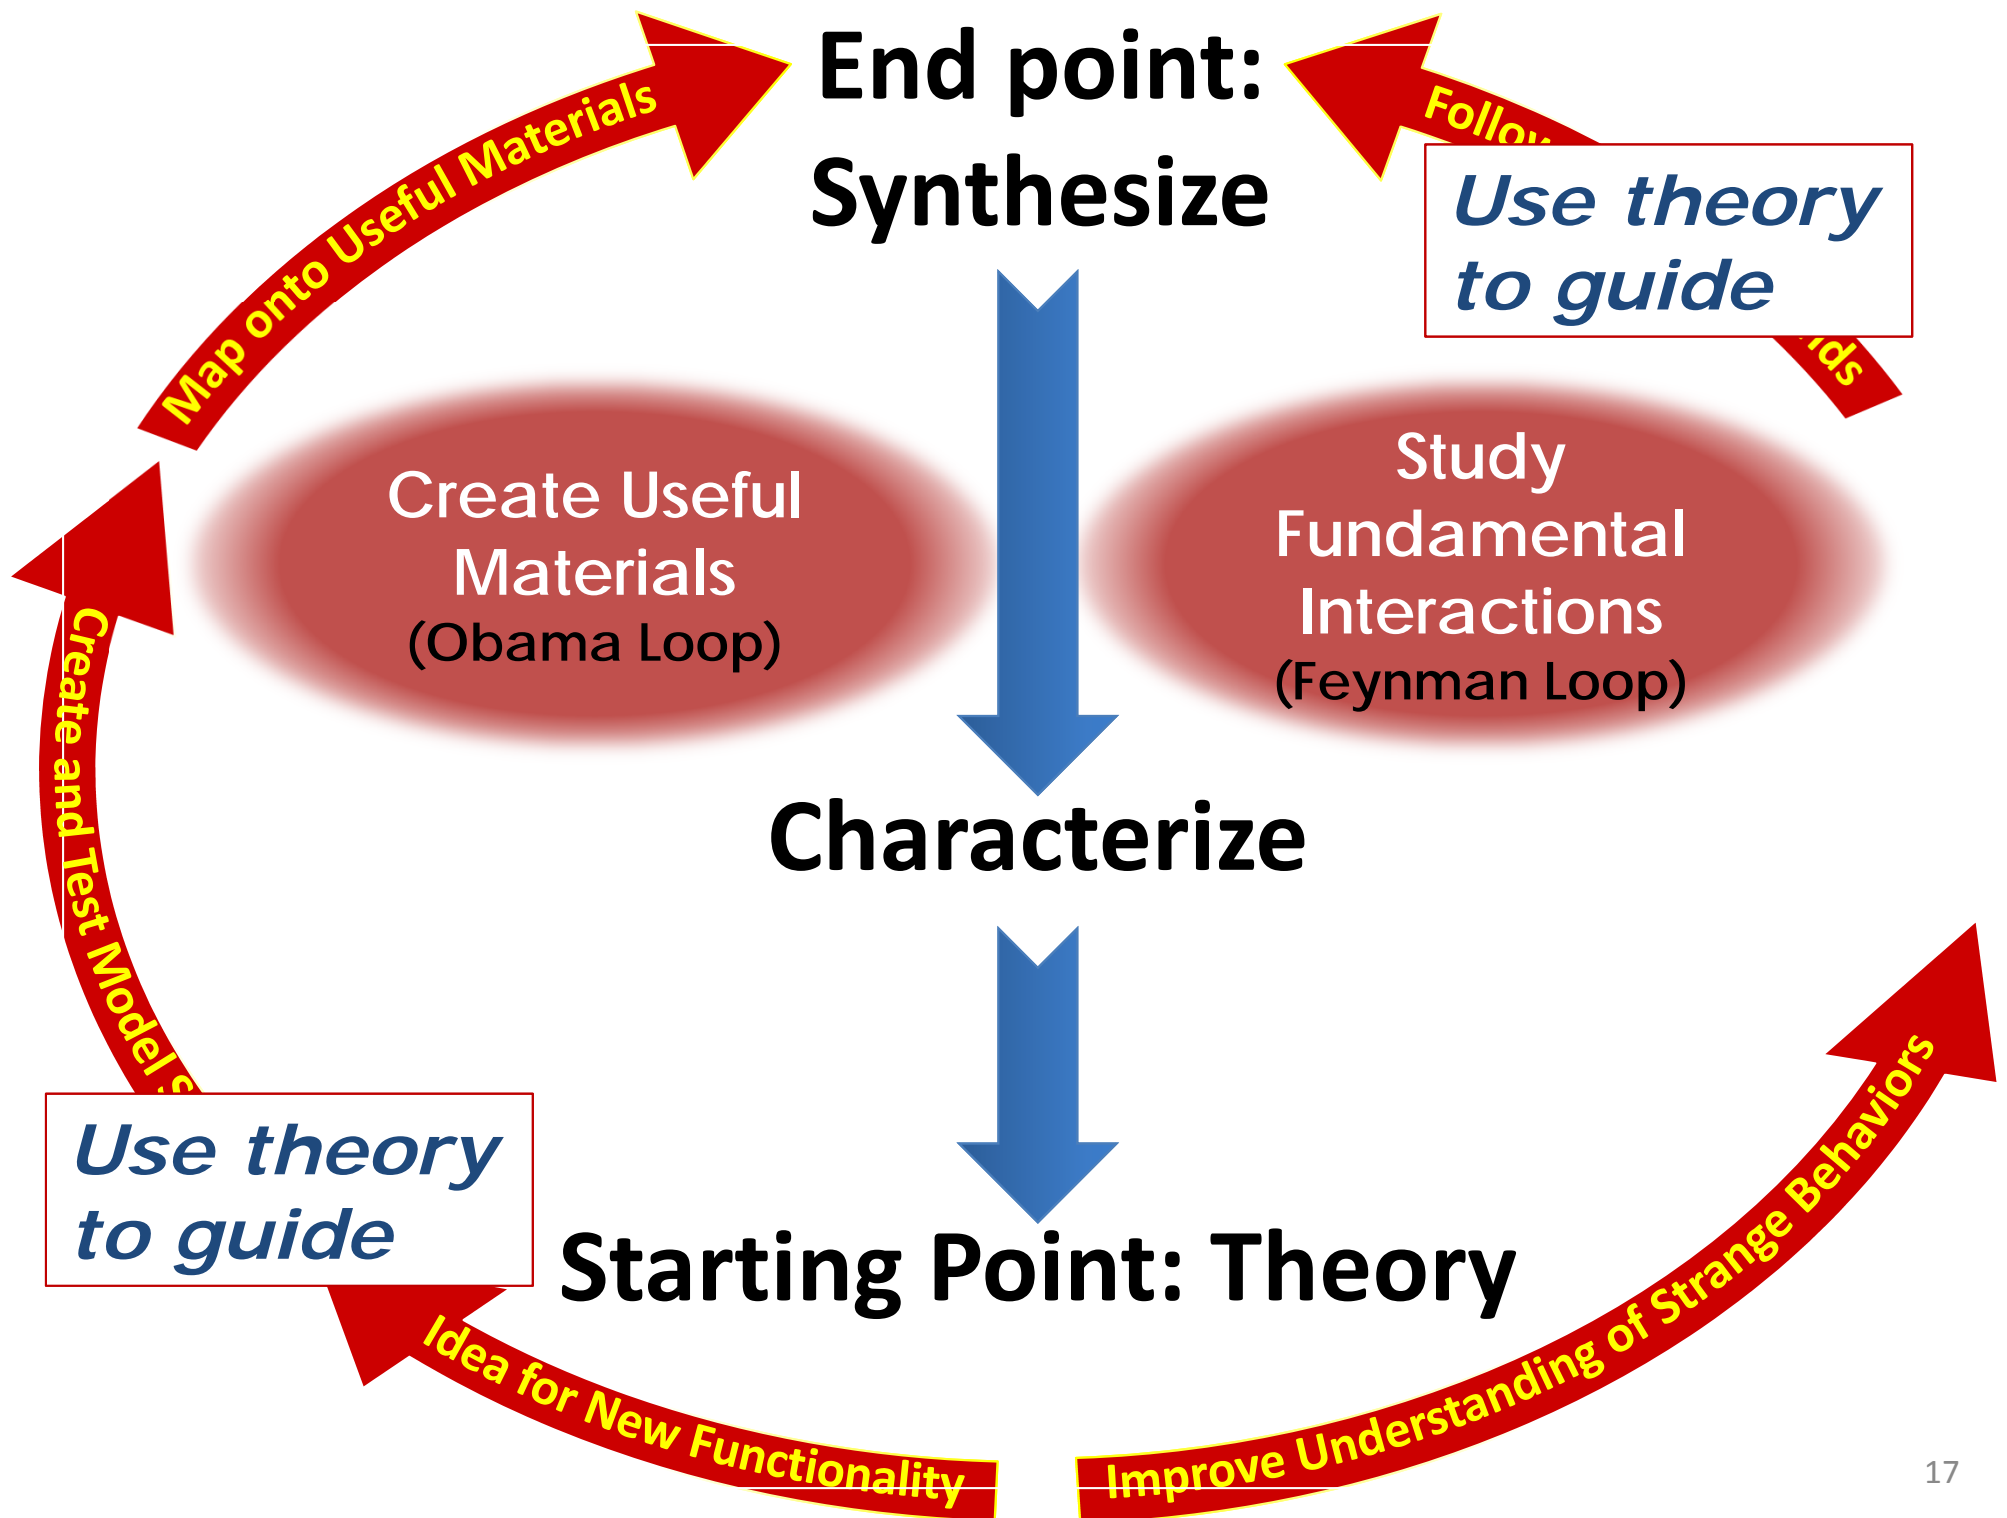 End point:
Synthesize
Map onto Useful Materials
Use theory
to guide
Create Useful
Materials
(Obama Loop)
Study
Fundamental
Interactions
(Feynman Loop)
Create and Test Model
Characterize
Use theory
to guide
Starting Point: Theory
Idea for New Functionality
Improve Understanding of Strange Behaviors
17